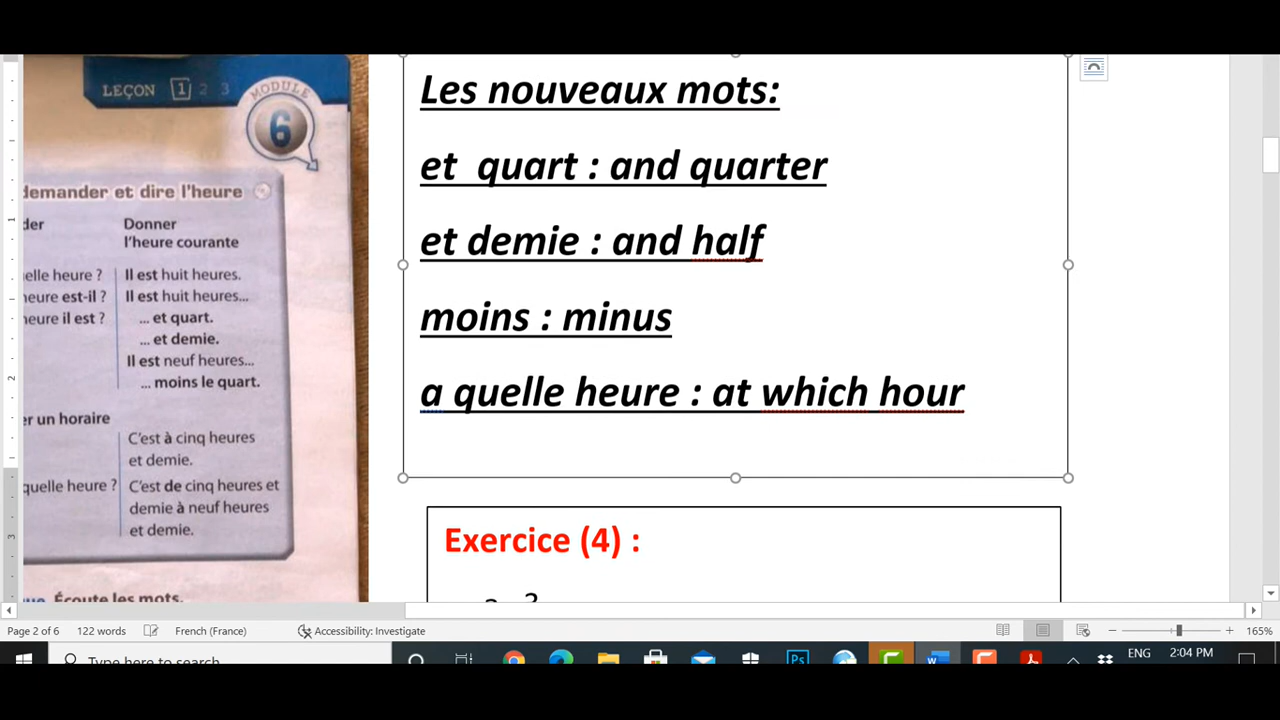 LEÇON 1 2 3
MODULE
6
demander et dire l'heure
der
Donner
l'heure courante
elle heure ?
Il est huit heures.
heure est-il ?
Il est huit heures...
heure il est ?
... et quart.
... et demie.
Il est neuf heures...
... moins le quart.
er un horaire
C'est à cinq heures
et demie.
quelle heure ?
C'est de cinq heures et
demie à neuf heures
et demie.
Écoute les mots.
Les nouveaux mots:
et quart : and quarter
et demie : and half
moins : minus
a quelle heure : at which hour
Exercice (4) :
Page 2 of 6
122 words
French (France)
Accessibility: Investigate
165%
Type here to search
ENG
2:04 PM